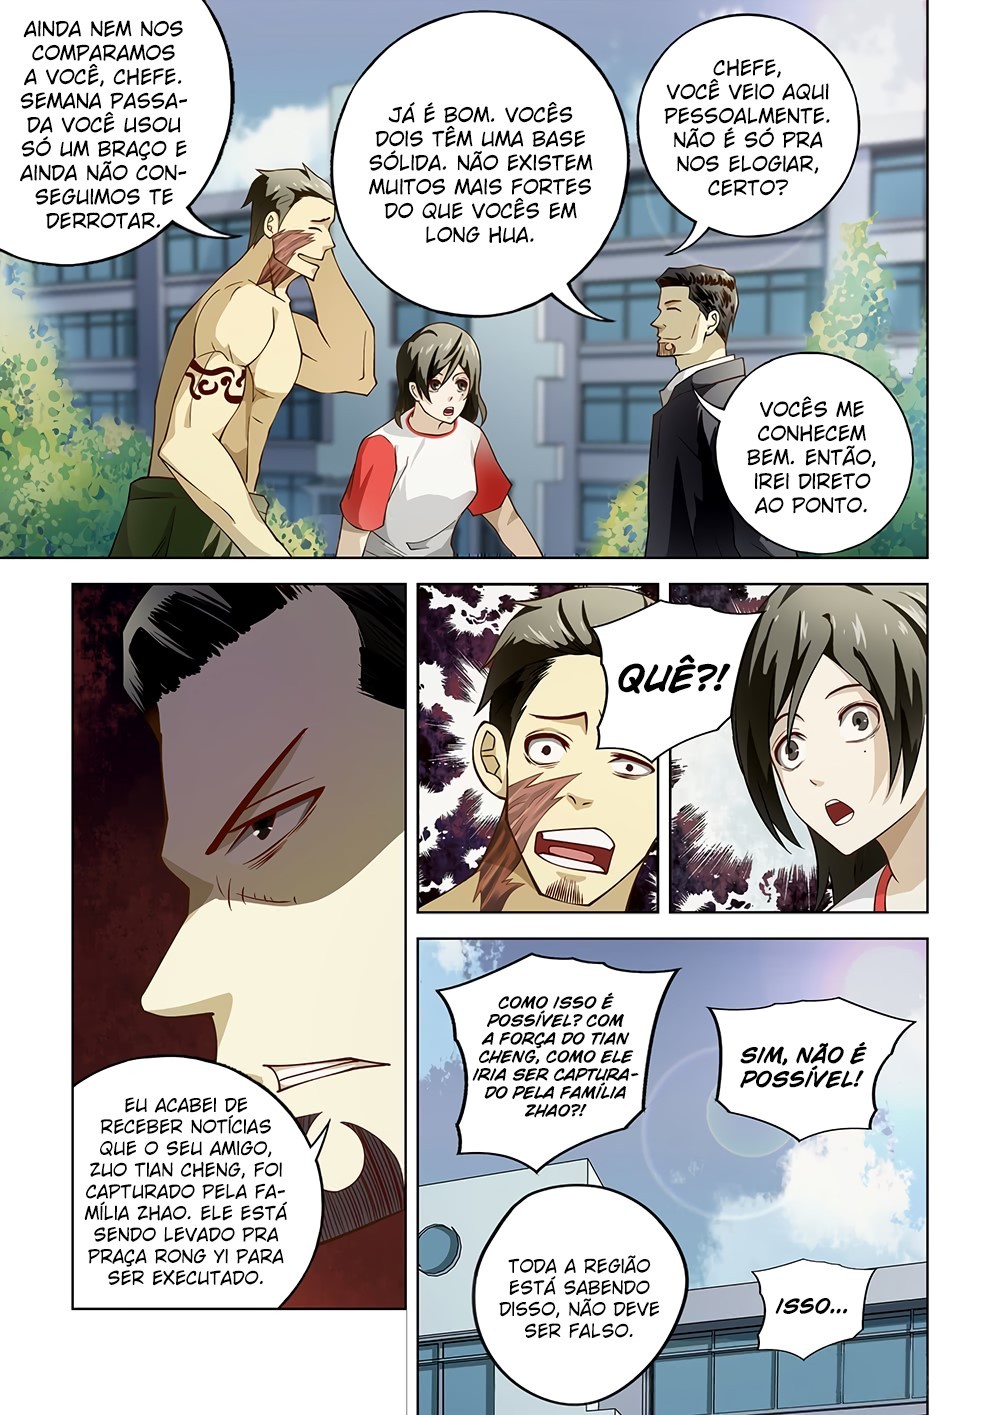 AINDA NEM NOS
COMPARAMOS
A VOCÊ, CHEFE.
SEMANA PASSA-
DA VOCÊ USOU
SÓ UM BRAÇO E
AINDA NÃO CON-
SEGUIMOS TE
DERROTAR.
JÁ É BOM. VOCÊS
DOIS TÊM UMA BASE
SÓLIDA. NÃO EXISTEM
MUITOS MAIS FORTES
DO QUE VOCÊS EM
LONG HUA.
CHEFE,
VOCÊ VEIO AQUI
PESSOALMENTE.
NÃO É SÓ PRA
NOS ELOGIAR,
CERTO?
VOCÊS ME
CONHECEM
BEM. ENTÃO,
IREI DIRETO
AO PONTO.
EU ACABEI DE
RECEBER NOTÍCIAS
QUE O SEU AMIGO,
ZUO TIAN CHENG, FOI
CAPTURADO PELA FA-
MÍLIA ZHAO. ELE ESTÁ
SENDO LEVADO PRA
PRAÇA RONG YI PARA
SER EXECUTADO.
QUÊ?!
COMO ISSO É
POSSÍVEL? COM
A FORÇA DO TIAN
CHENG, COMO ELE
IRIA SER CAPTURA-
DO PELA FAMÍLIA
ZHAO?!
SIM, NÃO É
POSSÍVEL!
TODA A REGIÃO
ESTÁ SABENDO
DISSO, NÃO DEVE
SER FALSO.
ISSO...